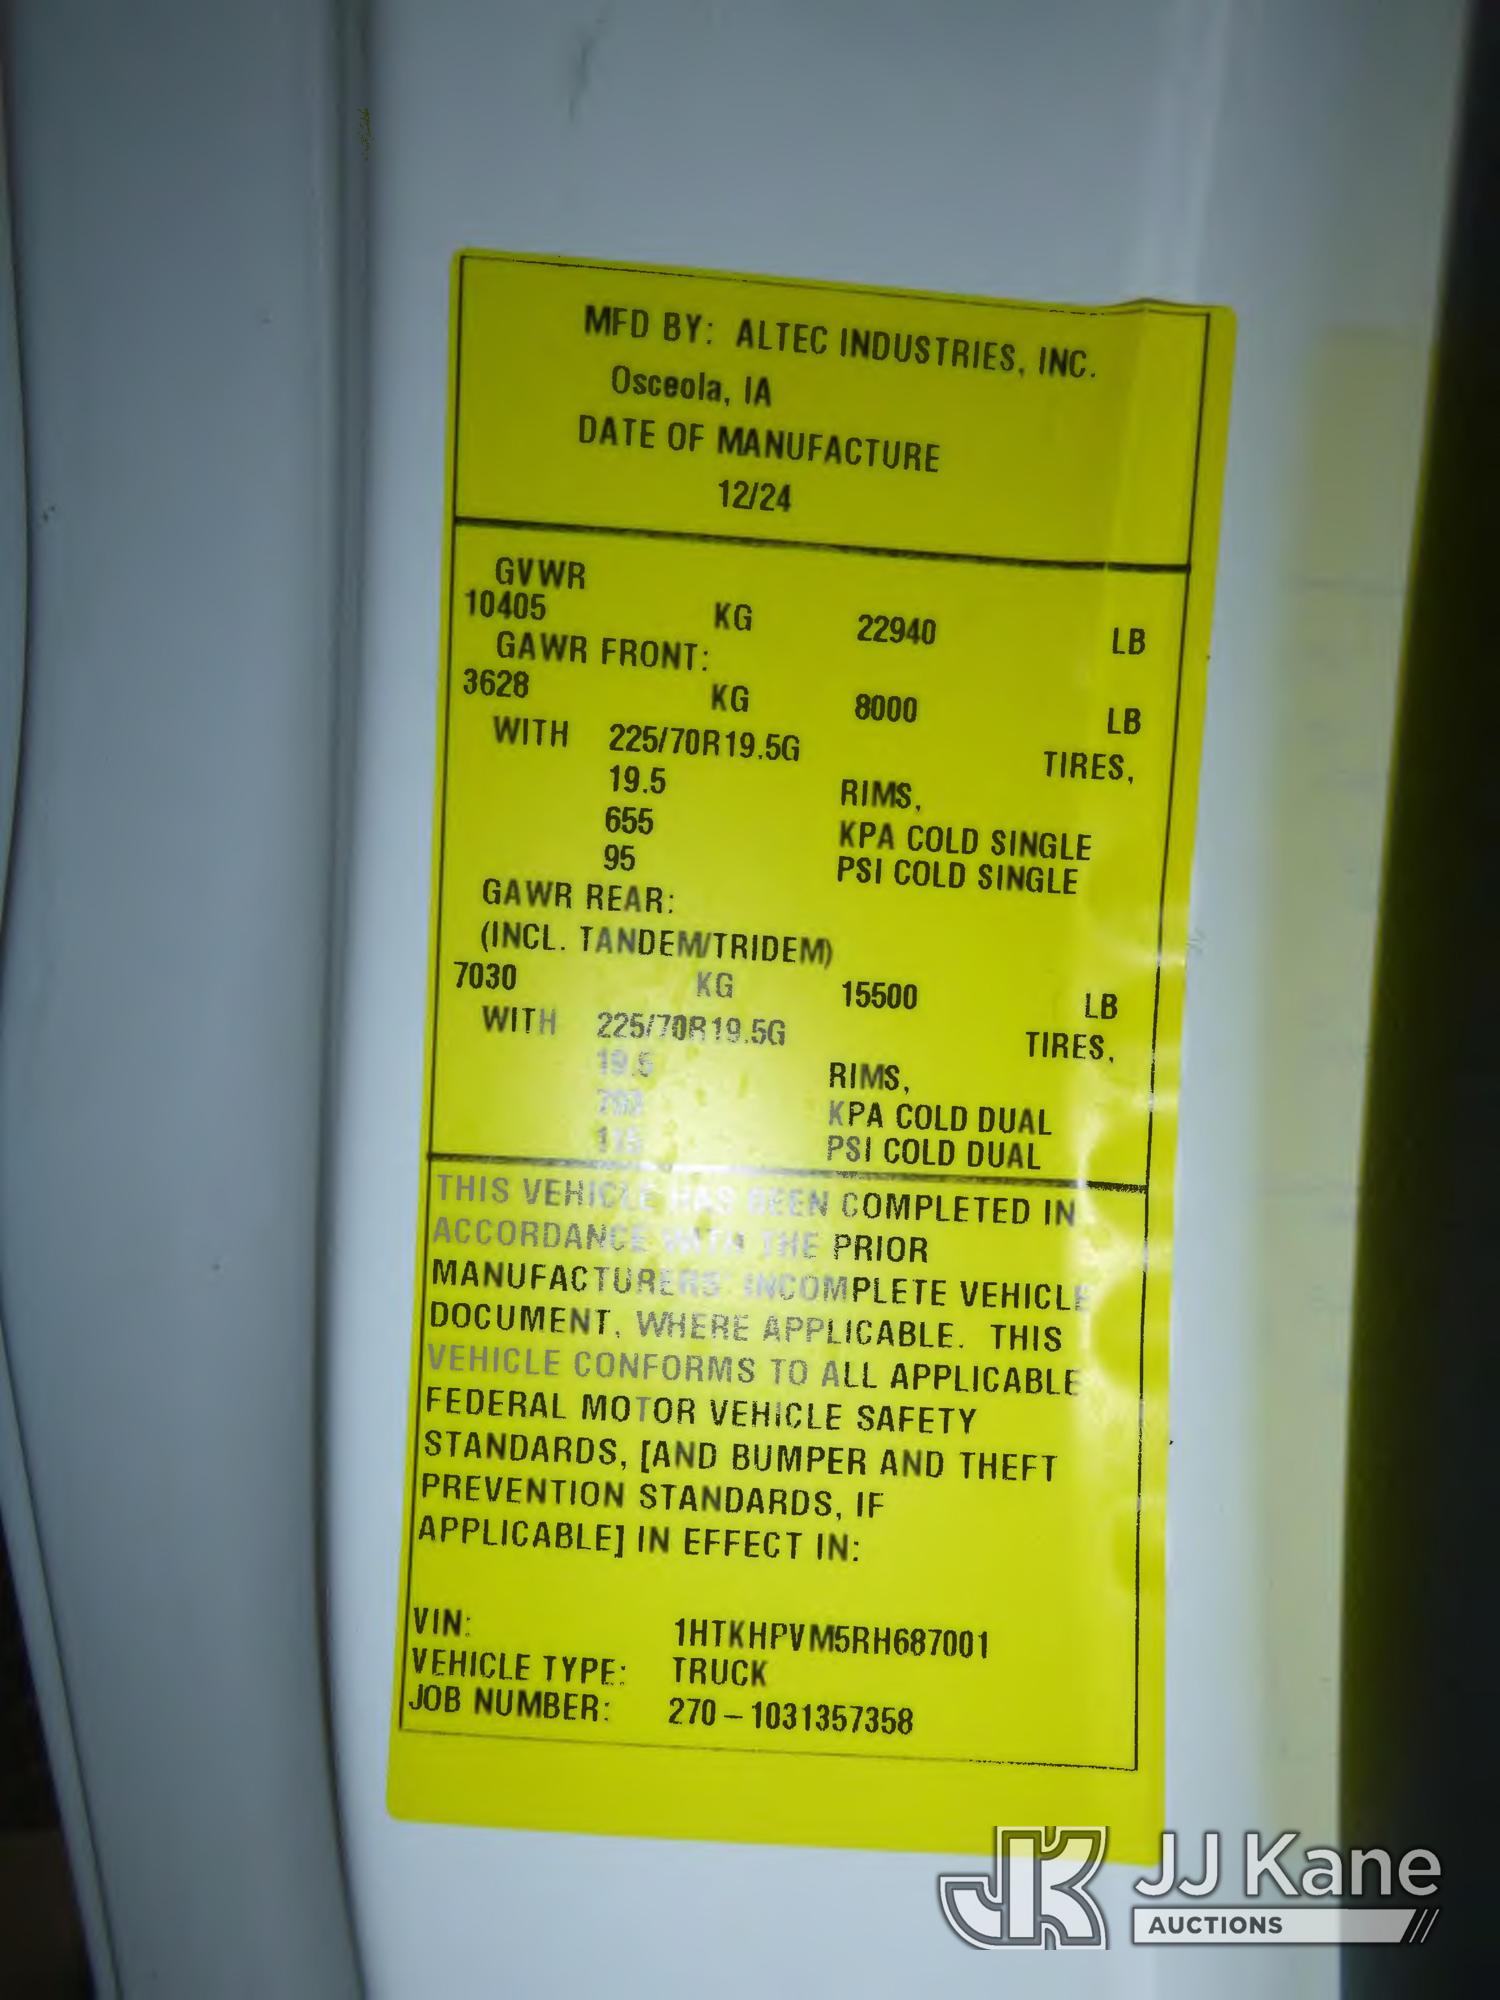 MFD BY: ALTEC INDUSTRIES, INC.
Osceola, IA
DATE OF MANUFACTURE
12/24
GVWR
10405 KG 22940 LB
GAWR FRONT:
3628 KG 8000 LB
WITH 225/70R19.5G TIRES,
19.5 RIMS,
655 KPA COLD SINGLE
95 PSI COLD SINGLE
GAWR REAR:
(INCL. TANDEM/TRIDEM)
7030 KG 15500 LB
WITH 225/70R19.5G TIRES,
19.5 RIMS,
KPA COLD DUAL
115 PSI COLD DUAL
THIS VEHICLE HAS BEEN COMPLETED IN
ACCORDANCE WITH THE PRIOR
MANUFACTURERS' INCOMPLETE VEHICLE
DOCUMENT, WHERE APPLICABLE. THIS
VEHICLE CONFORMS TO ALL APPLICABLE
FEDERAL MOTOR VEHICLE SAFETY
STANDARDS, [AND BUMPER AND THEFT
PREVENTION STANDARDS, IF
APPLICABLE] IN EFFECT IN:
VIN: 1HTKHPVM5RH687001
VEHICLE TYPE: TRUCK
JOB NUMBER: 270-1031357358
JK JJ Kane
AUCTIONS